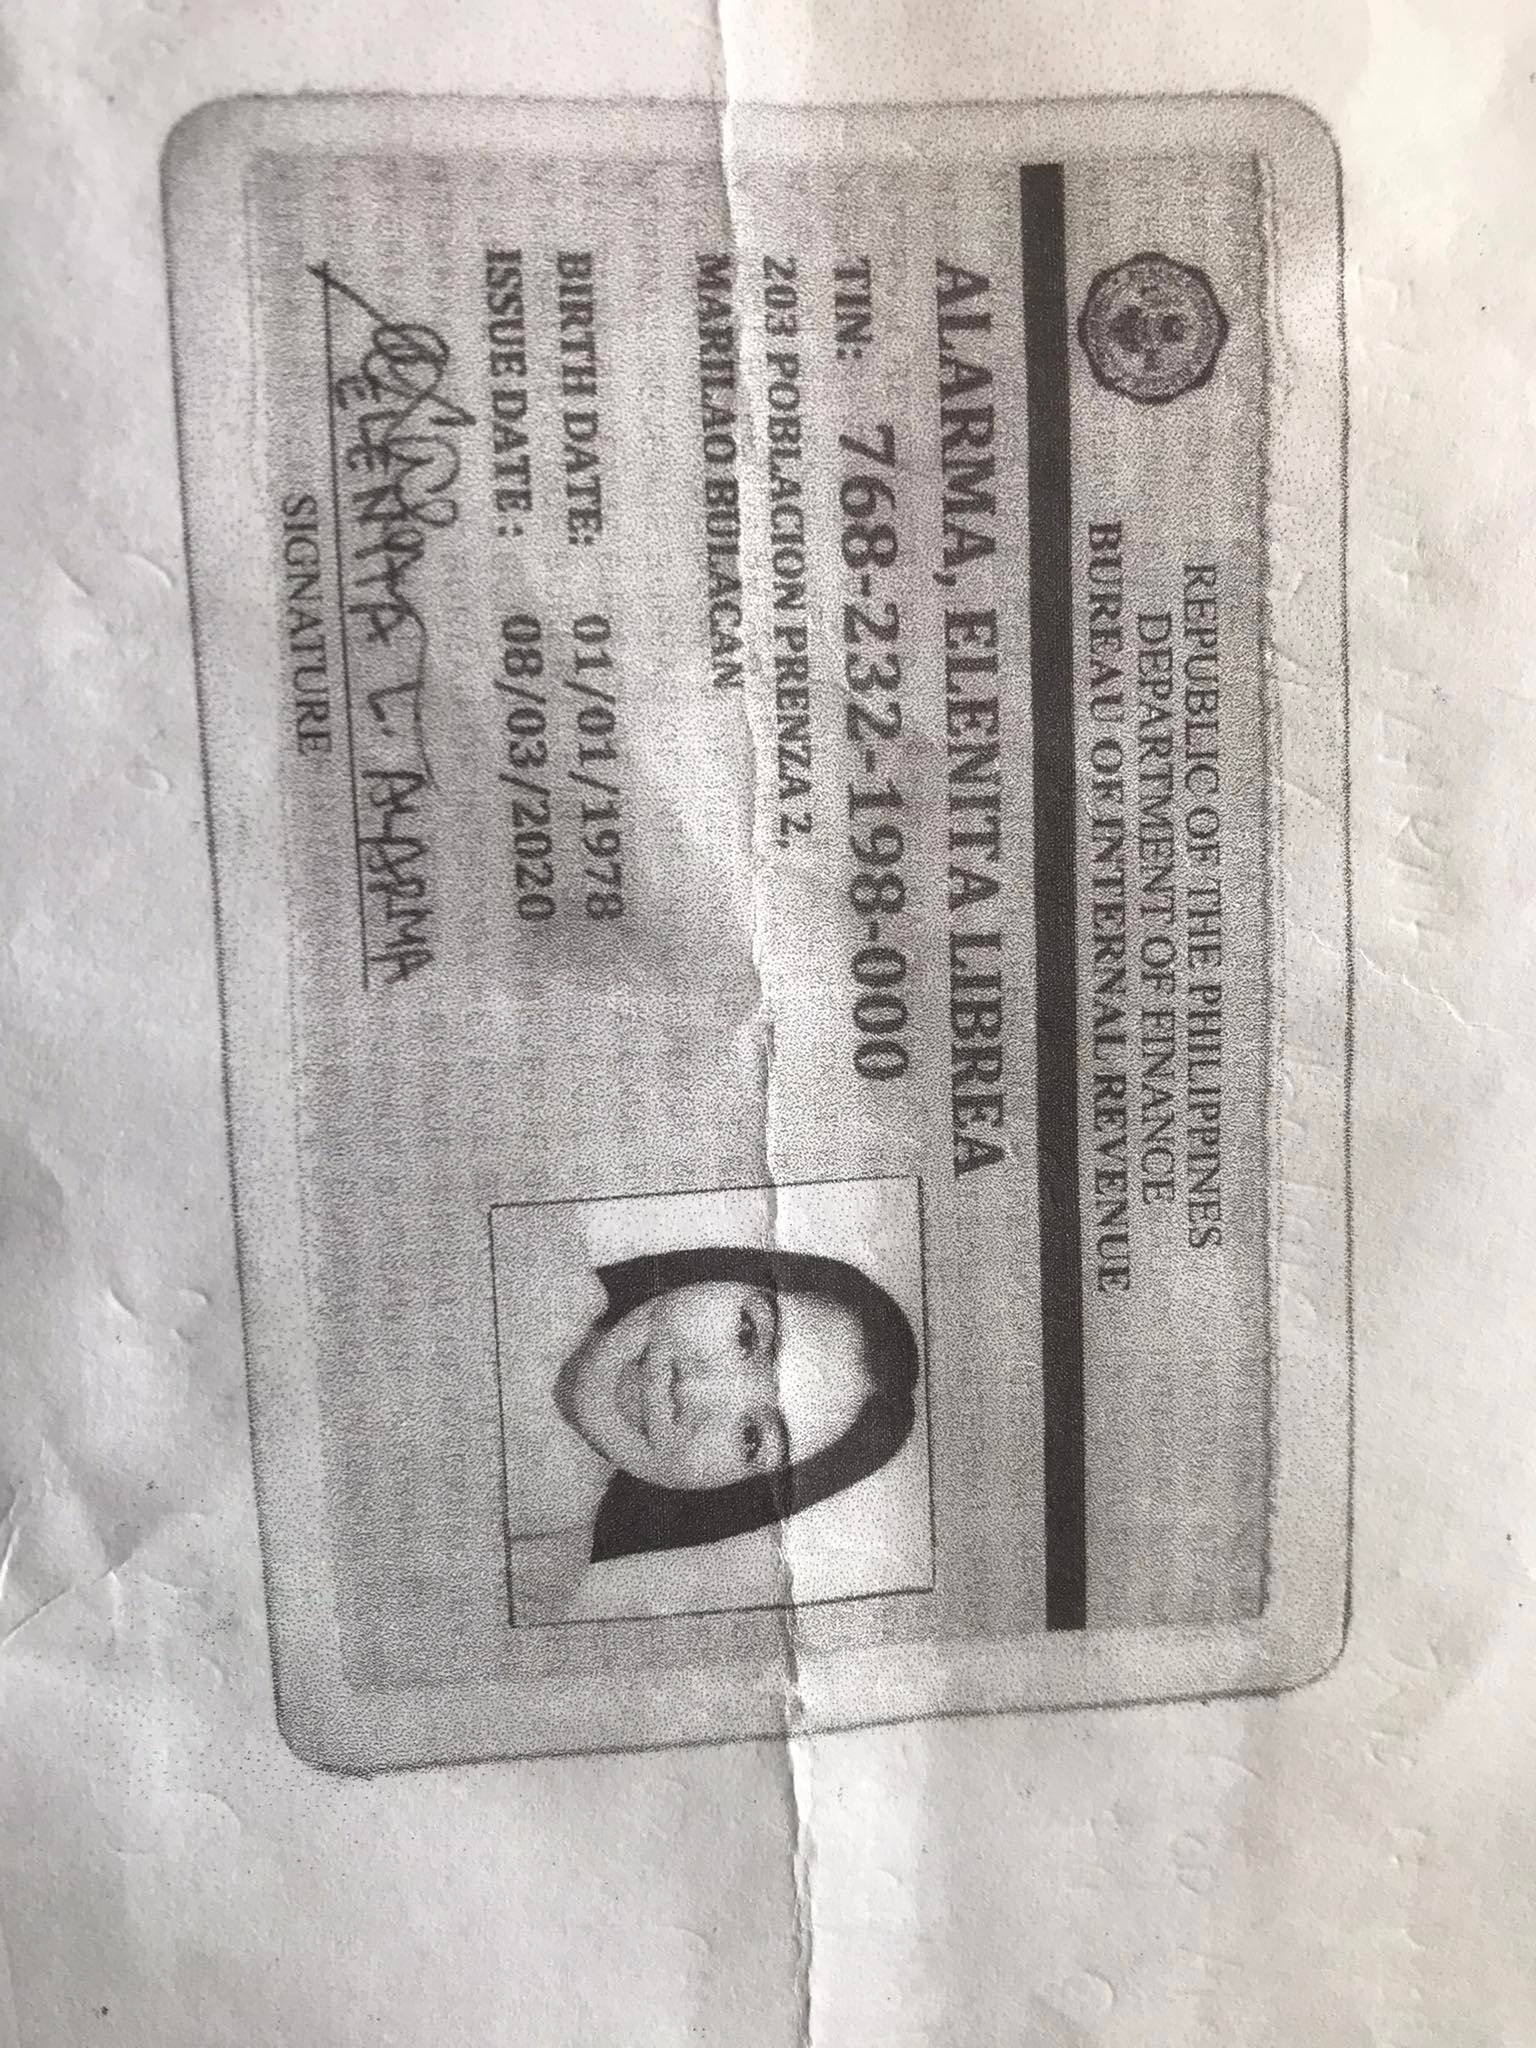 REPUBLIC OF THE PHILIPPINES
DEPARTMENT OF FINANCE
BUREAU OF INTERNAL REVENUE
ALARMA, ELENITA LIBREA
TIN: 768-232-198-000
203 POBLACION PRENZA 2,
MARILAO BULACAN
BIRTH DATE: 01/01/1978
ISSUE DATE : 08/03/2020
ELENITA L. ALARMA
SIGNATURE